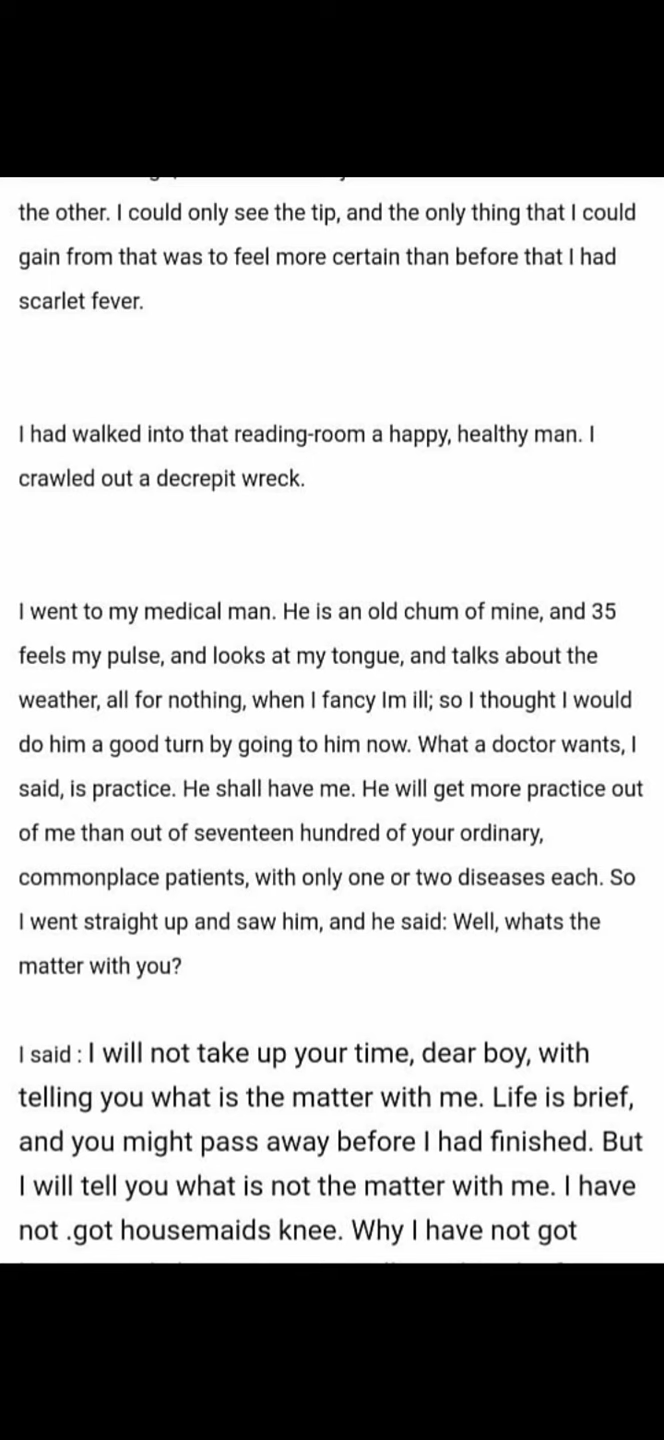 the other. I could only see the tip, and the only thing that I could
gain from that was to feel more certain than before that I had
scarlet fever.
I had walked into that reading-room a happy, healthy man. I
crawled out a decrepit wreck.
I went to my medical man. He is an old chum of mine, and 35
feels my pulse, and looks at my tongue, and talks about the
weather, all for nothing, when I fancy Im ill; so I thought I would
do him a good turn by going to him now. What a doctor wants, I
said, is practice. He shall have me. He will get more practice out
of me than out of seventeen hundred of your ordinary,
commonplace patients, with only one or two diseases each. So
I went straight up and saw him, and he said: Well, whats the
matter with you?
I said : I will not take up your time, dear boy, with
telling you what is the matter with me. Life is brief,
and you might pass away before I had finished. But
I will tell you what is not the matter with me. I have
not .got housemaids knee. Why I have not got